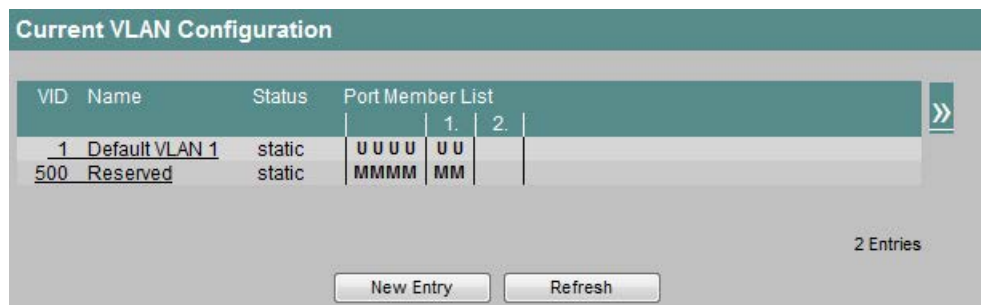 Current VLAN Configuration
VID Name Status Port Member List
1. 2.
»
1 Default VLAN 1 static U U U U U U
500 Reserved static MMMM MM
2 Entries
New Entry Refresh